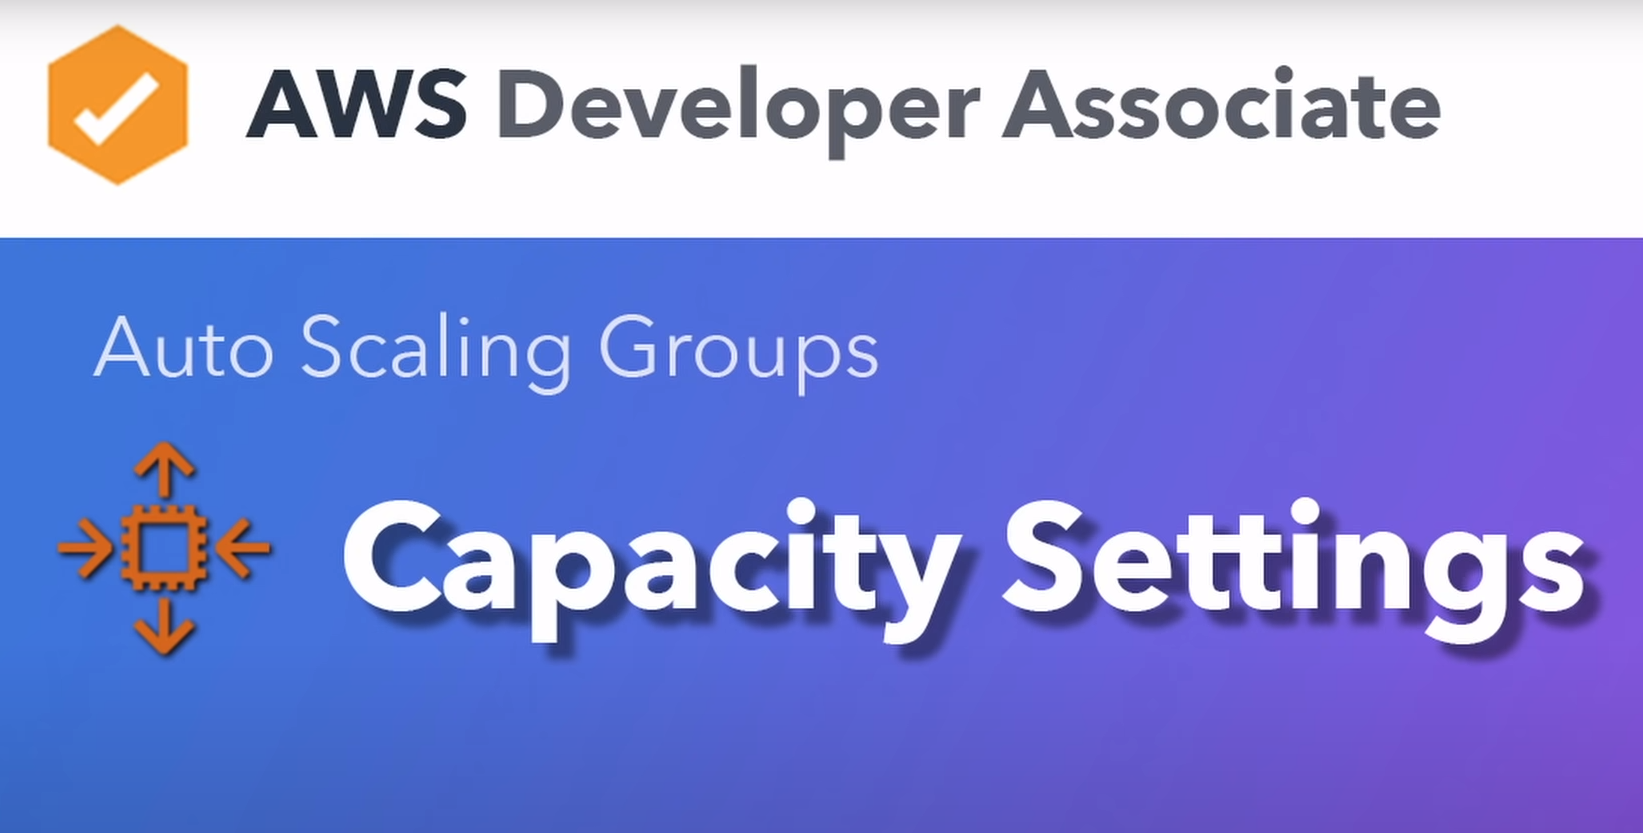 AWS Developer Associate
Auto Scaling Groups
Capacity Settings